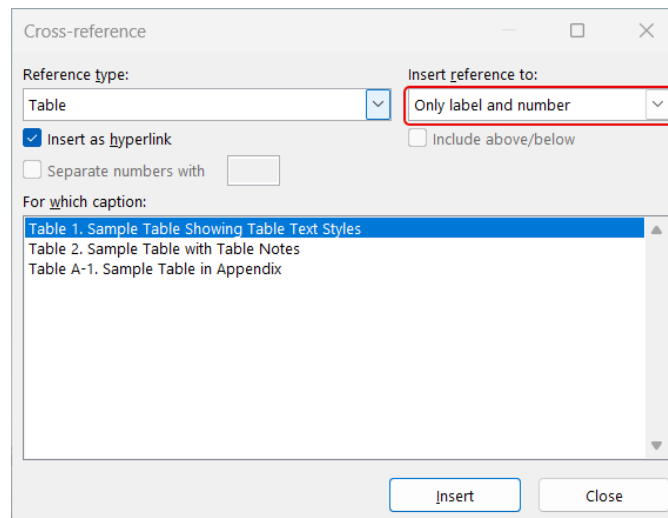 Cross-reference
Reference type:
Insert reference to:
Table
Only label and number
Insert as hyperlink
Include above/below
Separate numbers with
For which caption:
Table 1. Sample Table Showing Table Text Styles
Table 2. Sample Table with Table Notes
Table A-1. Sample Table in Appendix
Insert
Close